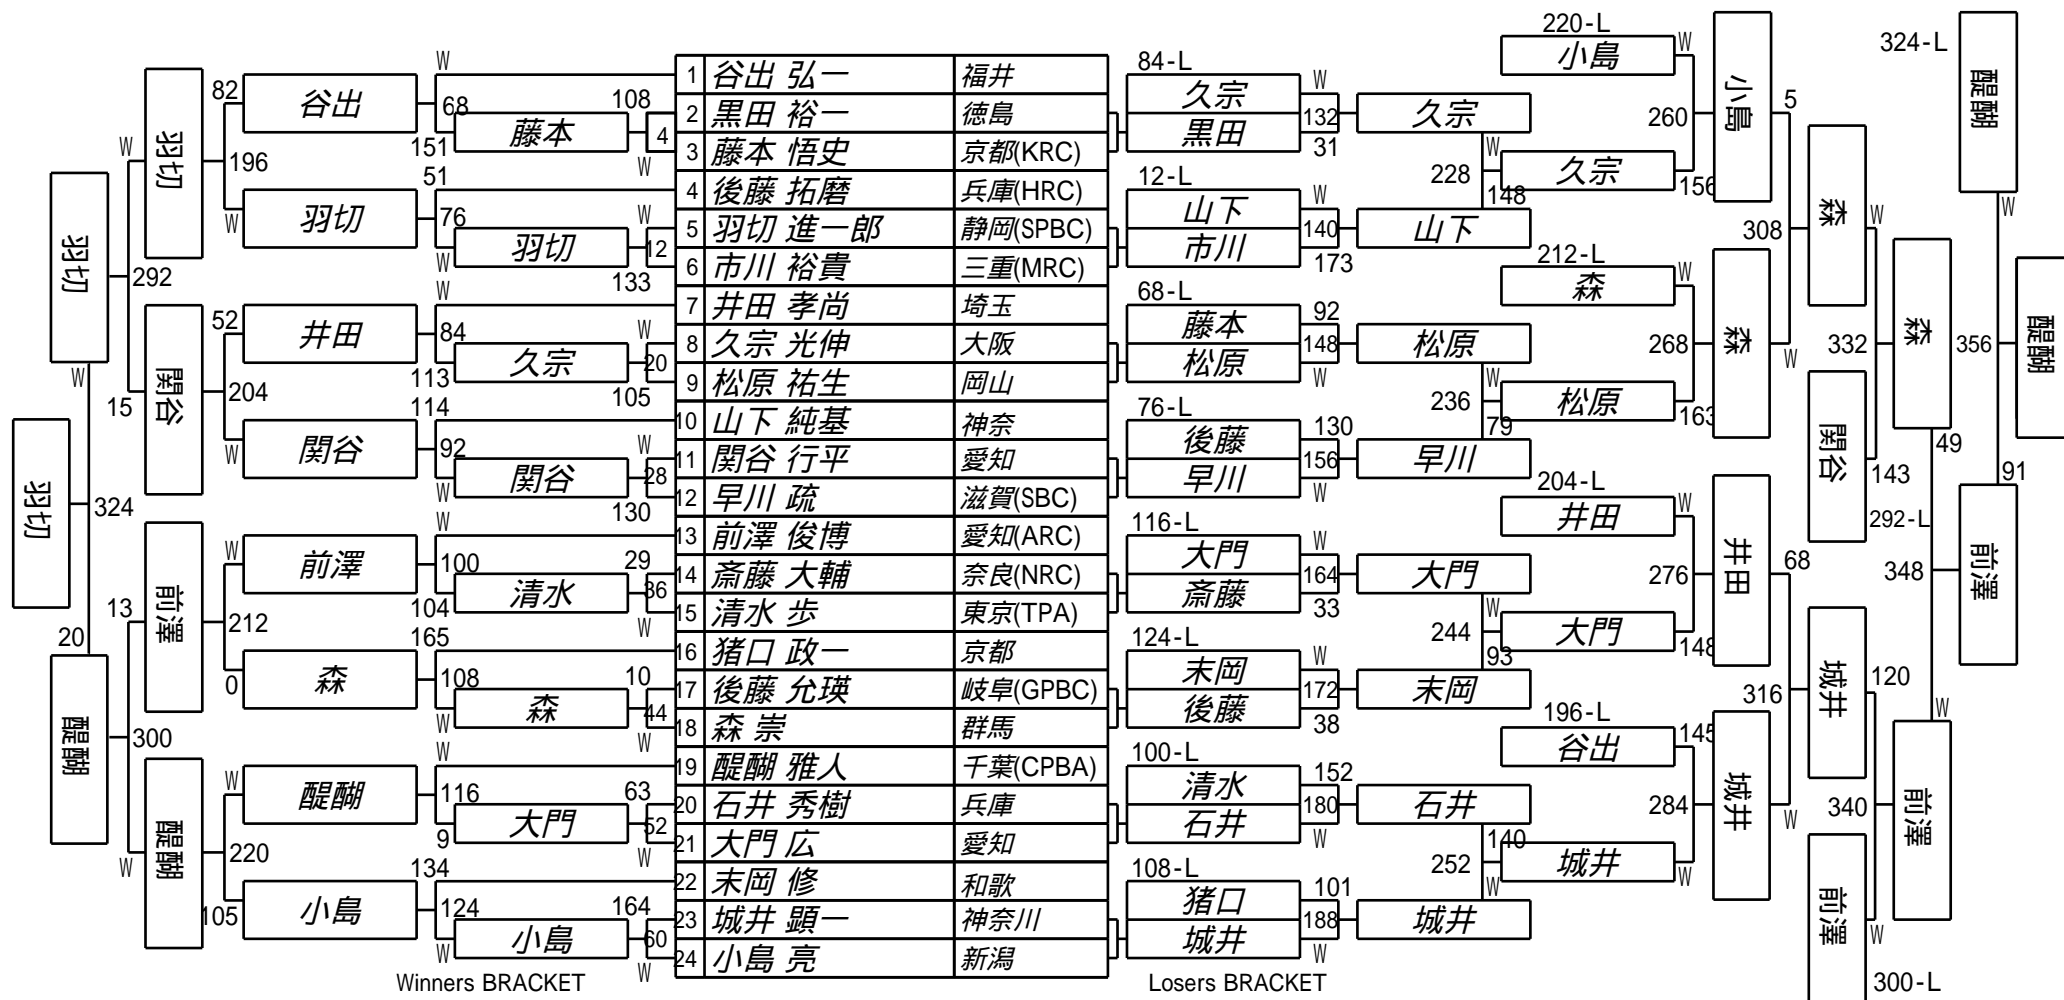 220-L
324-L
W
小島
W
84-L
1 谷出 弘一 福井
82 谷出 68 108
2 黒田 裕一 徳島
久宗 W
132 久宗
黒田 31
小島 5
260
醍醐
W 羽切 196
151 藤本 4 W
3 藤本 悟史 京都(KRC)
228 W 久宗 156
148
森 W
51
4 後藤 拓磨 兵庫(HRC)
12-L
山下 W
140 山下
市川 173
W 羽切 76 W
5 羽切 進一郎 静岡(SPBC)
W 羽切 12 133
6 市川 裕貴 三重(MRC)
308
212-L
森 W
羽切 292
W
7 井田 孝尚 埼玉
68-L
藤本 92
148 松原
松原 W
268 森 W
332 森 356 醍醐
52 井田 84 W
8 久宗 光伸 大阪
113 久宗 20 105
9 松原 祐生 岡山
236 W 松原 163
79
W 15 関谷 204
114
10 山下 純基 神奈
76-L
後藤 130
156 早川
早川 W
関谷 143
292-L
49
91
W 関谷 92 W
11 関谷 行平 愛知
W 関谷 28 130
12 早川 疏 滋賀(SBC)
204-L
井田 W
羽切 324
W
13 前澤 俊博 愛知(ARC)
116-L
大門 W
164 大門
斎藤 33
276 井田 68
348 前澤
W 前澤 100 29
14 斎藤 大輔 奈良(NRC)
104 清水 36 W
15 清水 歩 東京(TPA)
244 W 大門 148
93
20 13 前澤 212
165
16 猪口 政一 京都
124-L
末岡 W
172 末岡
後藤 38
316 城井 120
W
0 森 108 10
17 後藤 允瑛 岐阜(GPBC)
W 森 44 W
18 森 崇 群馬
196-L
谷出 145
醍醐 300
W
19 醍醐 雅人 千葉(CPBA)
100-L
清水 152
180 石井
石井 W
284 城井 W
340 前澤
W 醍醐 116 63
20 石井 秀樹 兵庫
9 大門 52 W
21 大門 広 愛知
252 140 城井 W
W
W 醍醐 220
134
22 末岡 修 和歌
108-L
猪口 101
188 城井
城井 W
前澤 W
300-L
105 小島 124 164
23 城井 顕一 神奈川
W 小島 60 W
24 小島 亮 新潟
Winners BRACKET
Losers BRACKET